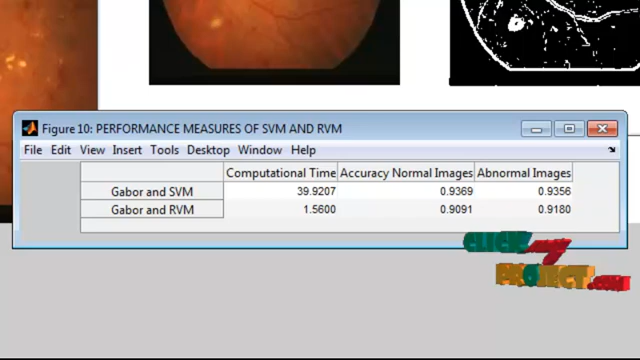 Figure 10: PERFORMANCE MEASURES OF SVM AND RVM
File Edit View Insert Tools Desktop Window Help
Computational Time Accuracy Normal Images Abnormal Images
Gabor and SVM 39.9207 0.9369 0.9356
Gabor and RVM 1.5600 0.9091 0.9180
CLICK my
PROJECT.com